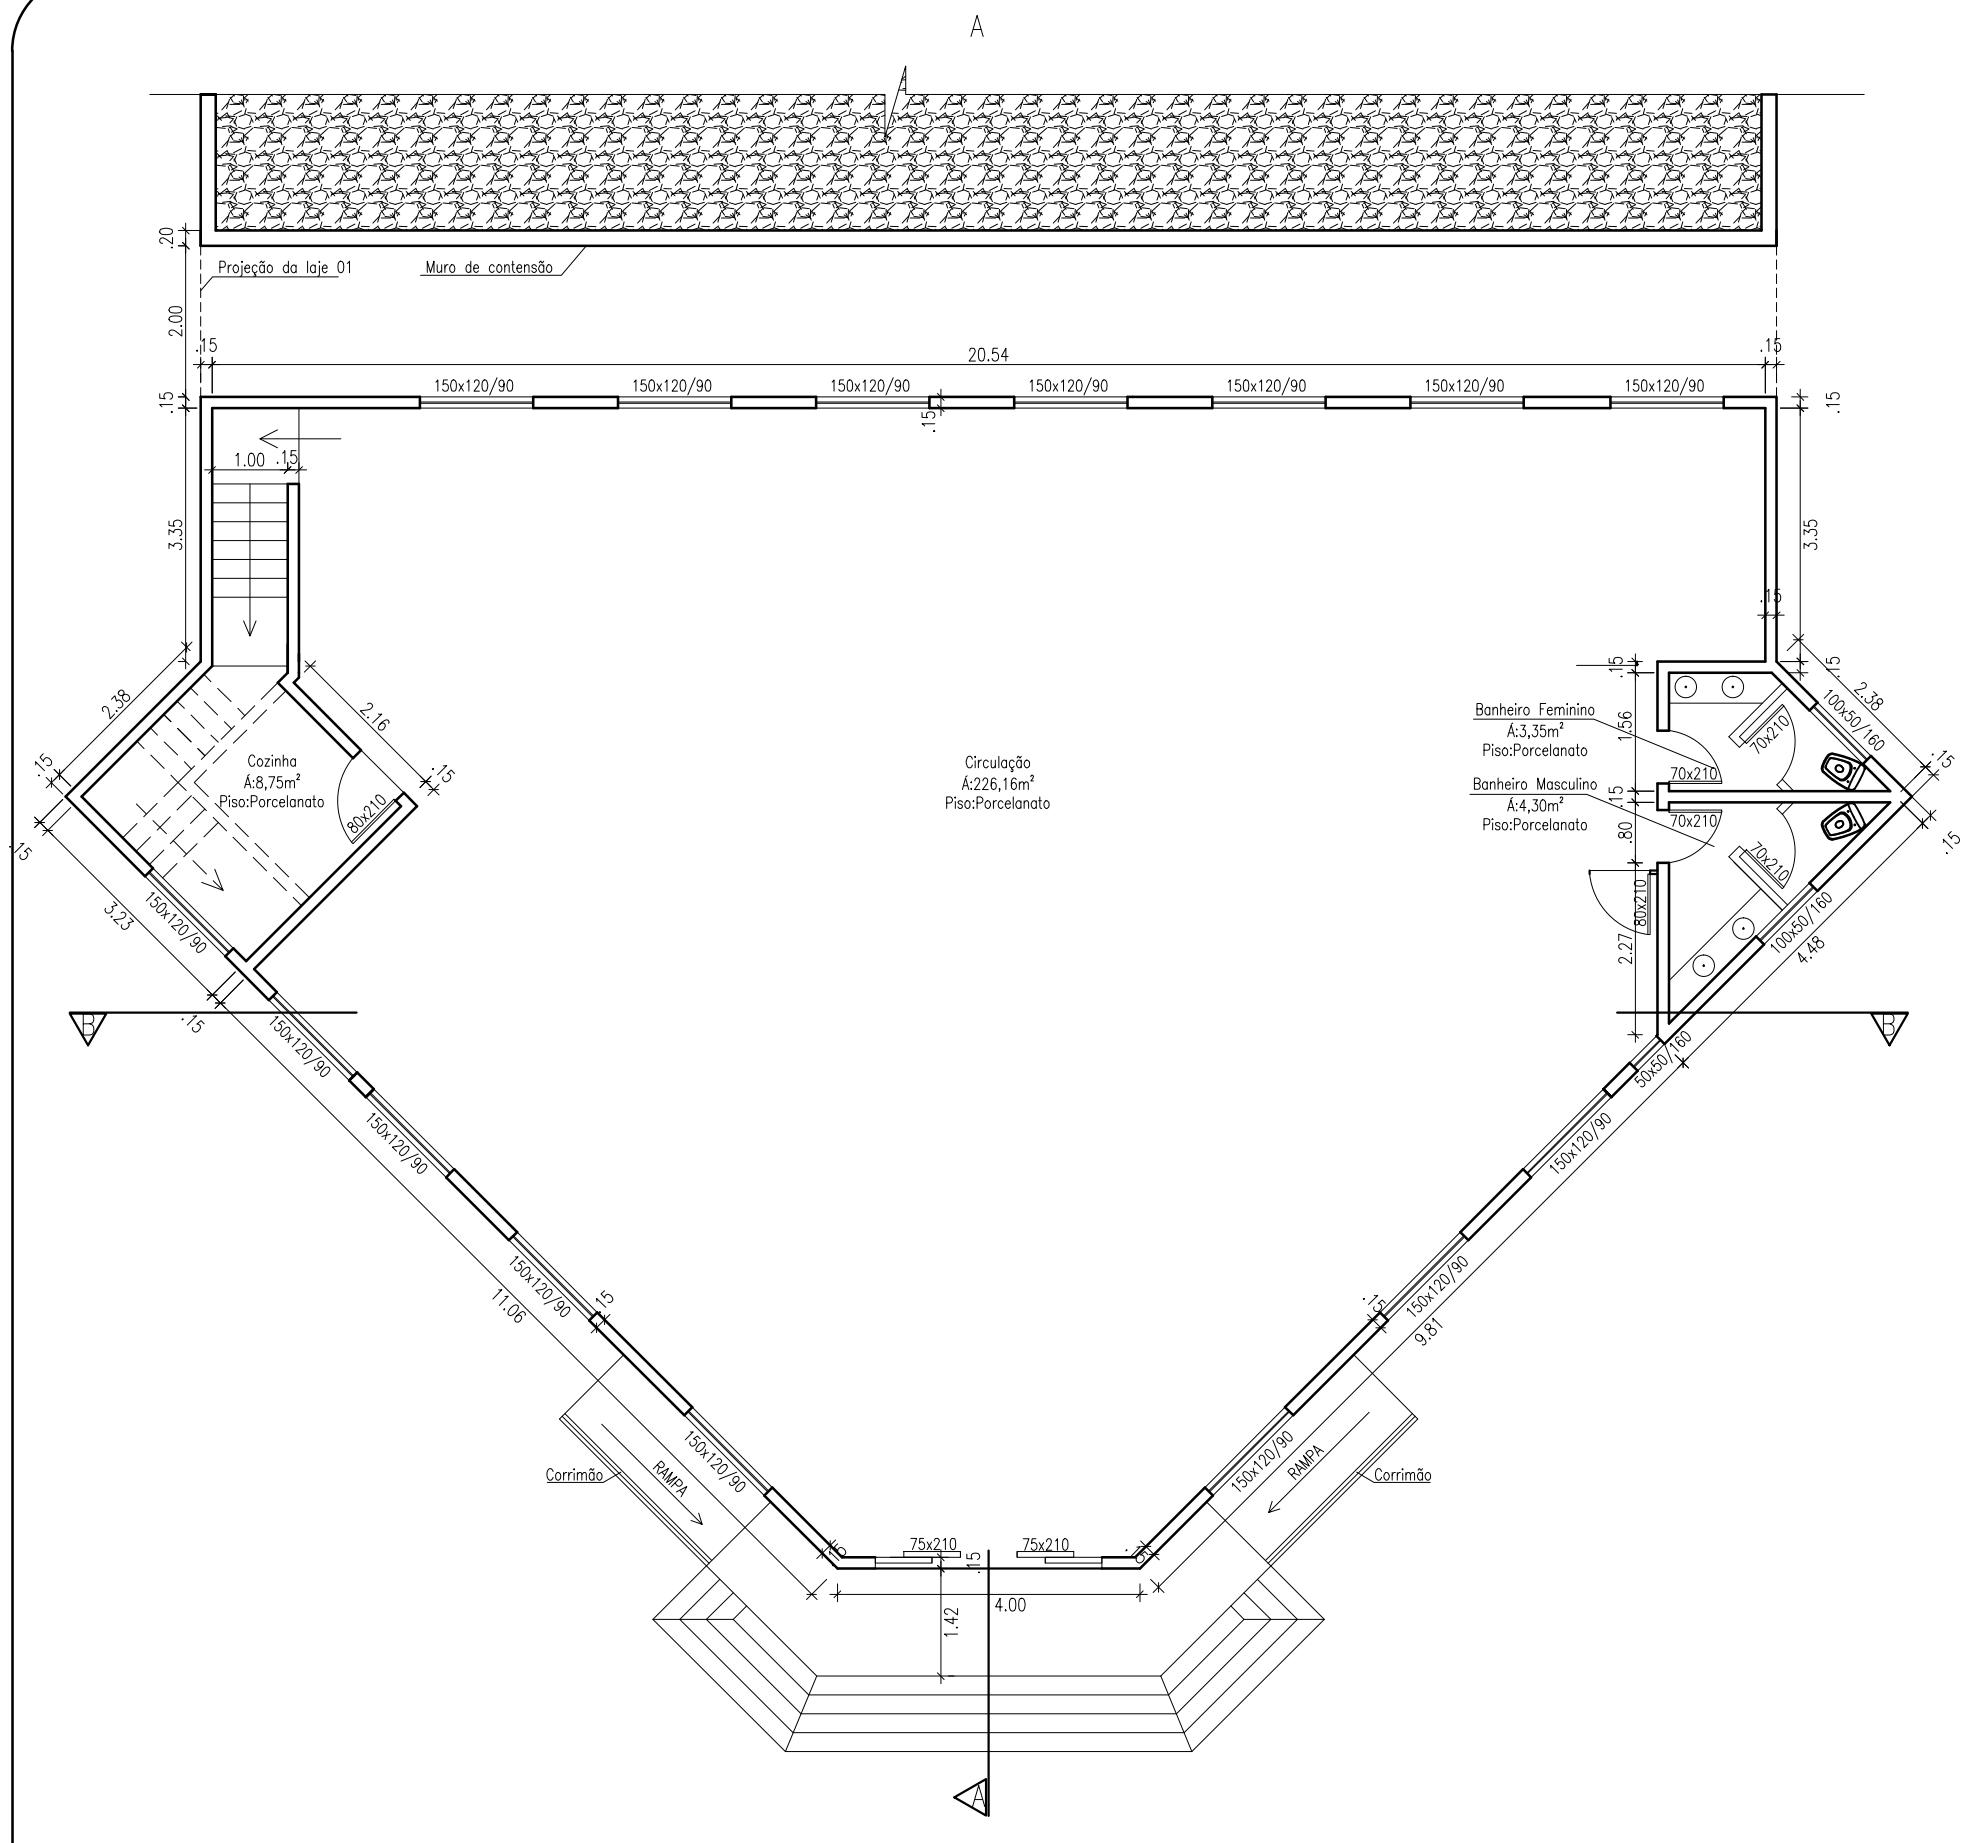 A
.20
Projeção da laje 01
Muro de contensão
2.00
.15
20.54
.15
150x120/90
150x120/90
150x120/90
150x120/90
150x120/90
150x120/90
150x120/90
.15
.15
.15
1.00
.15
3.35
3.35
.15
.15
.15
2.38
2.16
2.38
100x50/160
Banheiro Feminino
Á:3,35m²
Piso:Porcelanato
1.56
70x210
70x210
.15
.15
.15
Cozinha
Á:8,75m²
Piso:Porcelanato
Circulação
Á:226,16m²
Piso:Porcelanato
Banheiro Masculino
Á:4,30m²
Piso:Porcelanato
.15
.80
70x210
70x210
80x210
.15
.15
150x120/90
3.23
80x210
2.27
100x50/160
4.48
B
.15
B
150x120/90
50x50/160
150x120/90
150x120/90
150x120/90
11.06
.15
.15
150x120/90
9.81
150x120/90
150x120/90
RAMPA
RAMPA
Corrimão
Corrimão
75x210
75x210
.15
.15
.15
4.00
1.42
A